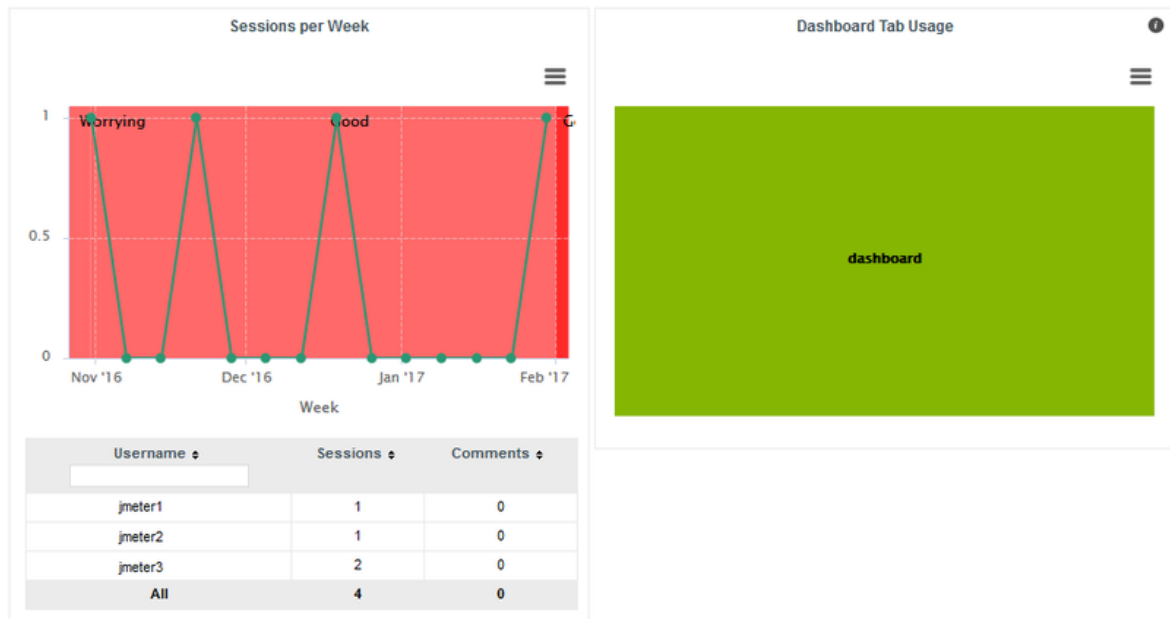 Sessions per Week
1
Worrying
Good
0.5
0
Nov '16
Dec '16
Jan '17
Feb '17
Week
Username
Sessions
Comments
jmeter1 1 0
jmeter2 1 0
jmeter3 2 0
All 4 0
Dashboard Tab Usage
dashboard